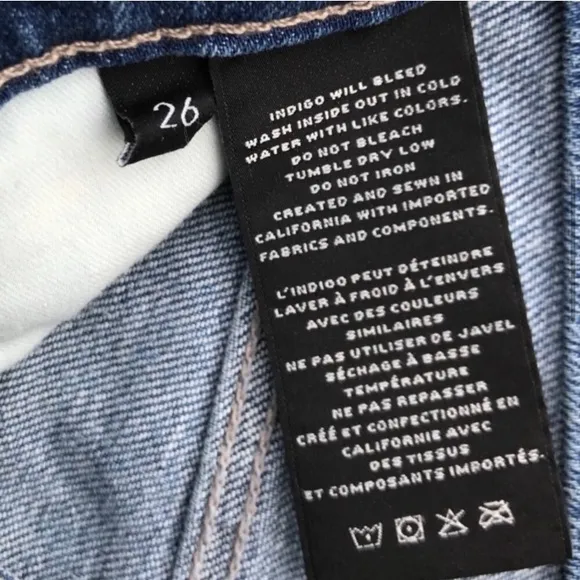 26
INDIGO WILL BLEED
WASH INSIDE OUT IN COLD
WATER WITH LIKE COLORS.
DO NOT BLEACH
TUMBLE DRY LOW
DO NOT IRON
CREATED AND SEWN IN
CALIFORNIA WITH IMPORTED
FABRICS AND COMPONENTS.
L'INDIGO PEUT DÉTEINDRE
LAVER À FROID À L'ENVERS
AVEC DES COULEURS
SIMILAIRES
NE PAS UTILISER DE JAVEL
SÉCHAGE À BASSE
TEMPÉRATURE
NE PAS REPASSER
CRÉÉ ET CONFECTIONNÉ EN
CALIFORNIE AVEC
DES TISSUS
ET COMPOSANTS IMPORTÉS.